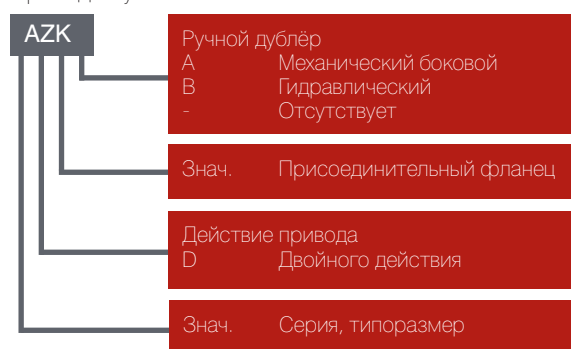 AZK
Ручной дублёр
A Механический боковой
B Гидравлический
- Отсутствует
Знач. Присоединительный фланец
Действие привода
D Двойного действия
Знач. Серия, типоразмер